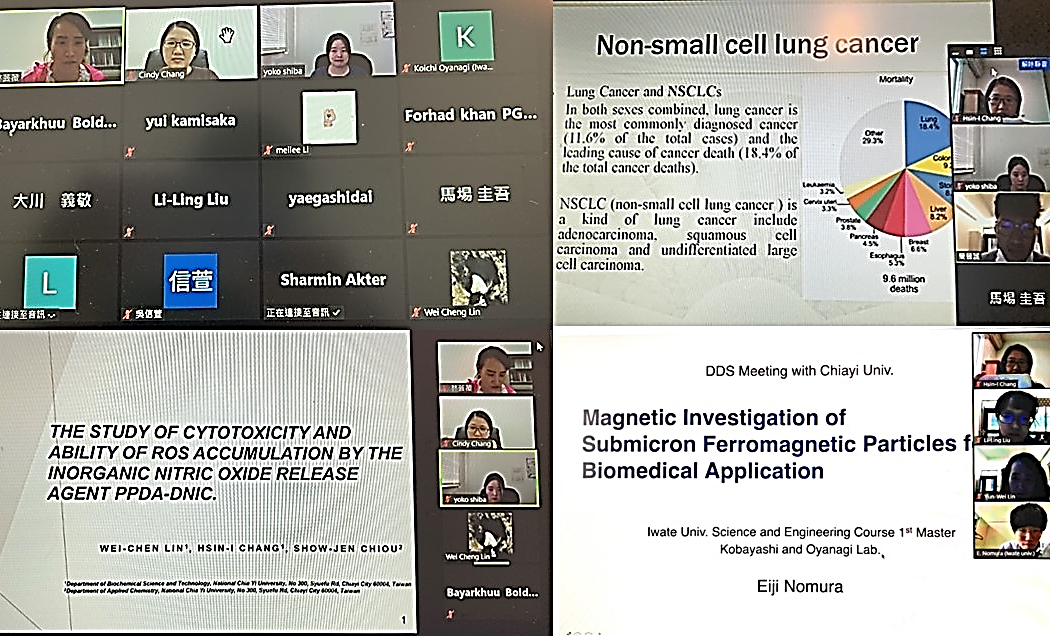 Cindy Chang
yoko shiba
K
Koichi Oyanagi (Iwa...
Bayarkhuu Bold...
yui kamisaka
meilee Li
Forhad khan PG...
大川 義敬
Li-Ling Liu
yaegashidai
馬場 圭吾
L
正在連接至音訊
信萱
吳信萱
Sharmin Akter
正在連接至音訊
Wei Cheng Lin
Non-small cell lung cancer
Lung Cancer and NSCLCs
In both sexes combined, lung cancer is
the most commonly diagnosed cancer
(11.6% of the total cases) and the
leading cause of cancer death (18.4% of
the total cancer deaths).
NSCLC (non-small cell lung cancer ) is
a kind of lung cancer include
adenocarcinoma, squamous cell
carcinoma and undifferentiated large
cell carcinoma.
Mortality
Lung
18.4%
Other
29.3%
Liver
8.2%
Breast
6.6%
Esophagus
5.3%
Pancreas
4.5%
Prostate
3.8%
Cervix uteri
3.3%
Leukaemia
3.2%
9.6 million
deaths
Hsin-I Chang
yoko shiba
馬場 圭吾
THE STUDY OF CYTOTOXICITY AND
ABILITY OF ROS ACCUMULATION BY THE
INORGANIC NITRIC OXIDE RELEASE
AGENT PPDA-DNIC.
WEI-CHEN LIN¹, HSIN-I CHANG¹, SHOW-JEN CHIOU²
¹Department of Biochemical Science and Technology, National Chia Yi University, No 300, Syuefu Rd, Chiayi City 60004, Taiwan
²Department of Applied Chemistry, National Chia Yi University, No 300, Syuefu Rd, Chiayi City 60004, Taiwan
1
Cindy Chang
yoko shiba
Wei Cheng Lin
Bayarkhuu Bold...
DDS Meeting with Chiayi Univ.
Magnetic Investigation of
Submicron Ferromagnetic Particles f
Biomedical Application
Iwate Univ. Science and Engineering Course 1st Master
Kobayashi and Oyanagi Lab.
Eiji Nomura
Hsin-I Chang
Li-Ling Liu
Yun-Wei Lin
E. Nomura (Iwate univ.)